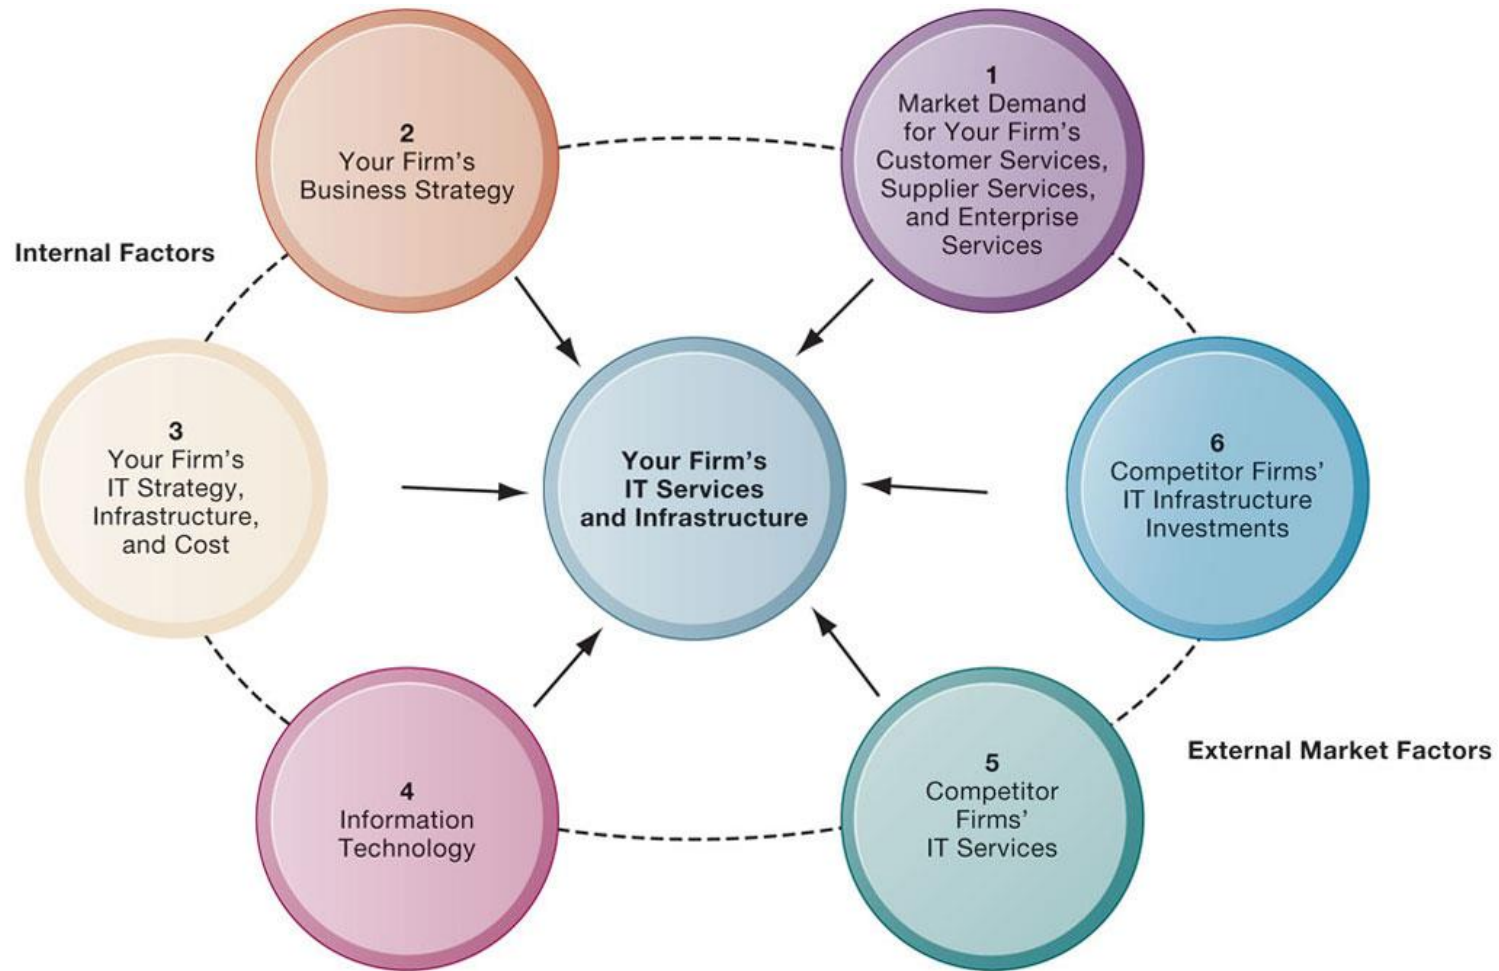 1
Market Demand
for Your Firm's
Customer Services,
Supplier Services,
and Enterprise
Services
2
Your Firm's
Business Strategy
Internal Factors
3
Your Firm's
IT Strategy,
Infrastructure,
and Cost
Your Firm's
IT Services
and Infrastructure
6
Competitor Firms'
IT Infrastructure
Investments
4
Information
Technology
5
Competitor
Firms'
IT Services
External Market Factors